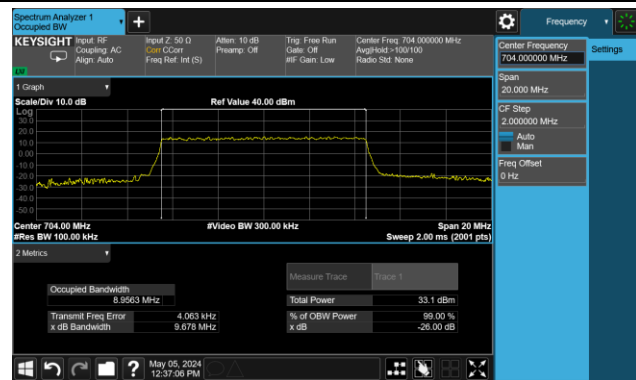 Spectrum Analyzer 1
Occupied BW
Frequency
KEYSIGHT
Input: RF
Coupling: AC
Align: Auto
Input Z: 50 Ω
Corr CCorr
Freq Ref: Int (S)
Atten: 10 dB
Preamp: Off
Trig: Free Run
Gate: Off
#IF Gain: Low
Center Freq: 704.000000 MHz
Avg|Hold:>100/100
Radio Std: None
Center Frequency
704.000000 MHz
Settings
Span
20.000 MHz
CF Step
2.000000 MHz
Auto
Man
Freq Offset
0 Hz
1 Graph
Scale/Div 10.0 dB
Ref Value 40.00 dBm
Log
30.0
20.0
10.0
0.00
-10.0
-20.0
-30.0
-40.0
-50.0
Center 704.00 MHz
#Video BW 300.00 kHz
Span 20 MHz
#Res BW 100.00 kHz
Sweep 2.00 ms (2001 pts)
2 Metrics
Measure Trace
Trace 1
Occupied Bandwidth
8.9563 MHz
Total Power
33.1 dBm
Transmit Freq Error
4.063 kHz
% of OBW Power
99.00 %
x dB Bandwidth
9.678 MHz
x dB
-26.00 dB
May 05, 2024
12:37:06 PM